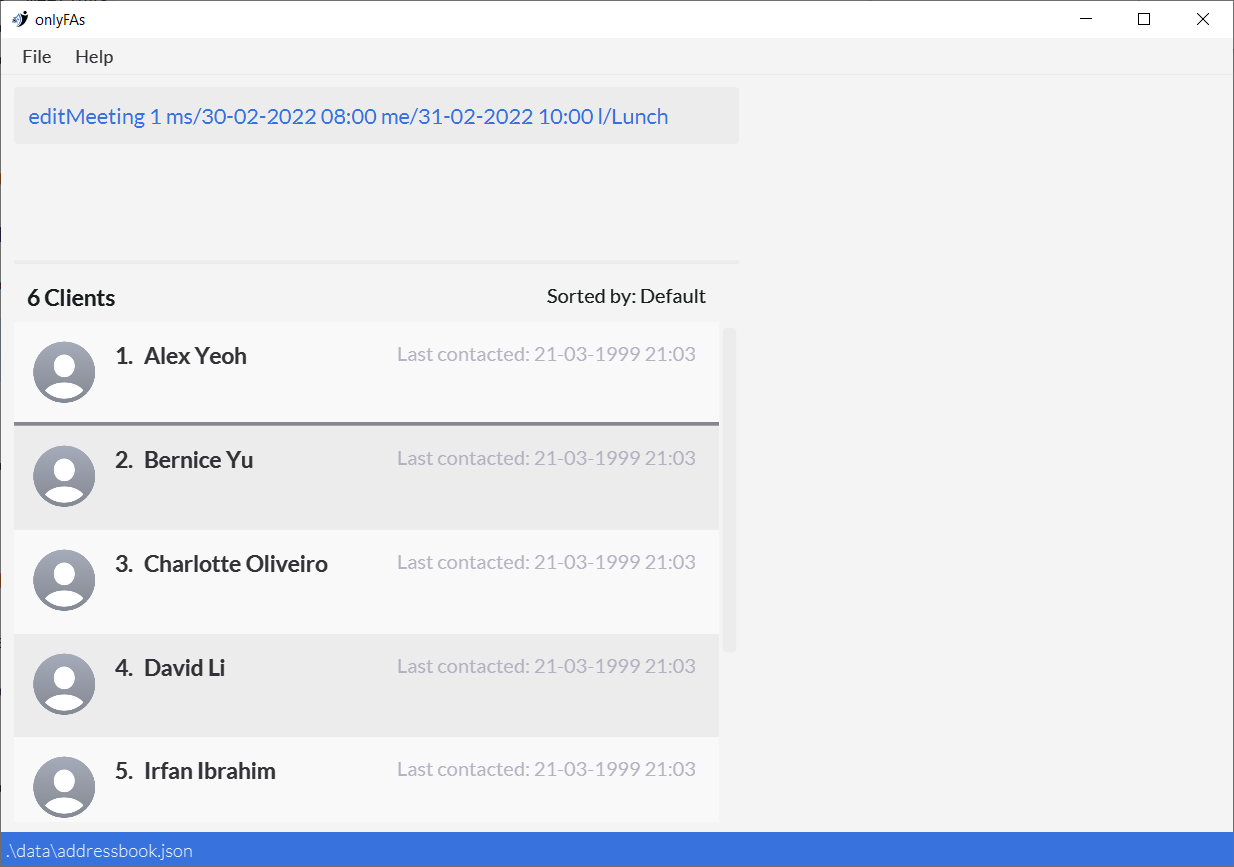 onlyFAs
File Help
editMeeting 1 ms/30-02-2022 08:00 me/31-02-2022 10:00 l/Lunch
6 Clients Sorted by: Default
1. Alex Yeoh Last contacted: 21-03-1999 21:03
2. Bernice Yu Last contacted: 21-03-1999 21:03
3. Charlotte Oliveiro Last contacted: 21-03-1999 21:03
4. David Li Last contacted: 21-03-1999 21:03
5. Irfan Ibrahim Last contacted: 21-03-1999 21:03
.\data\addressbook.json